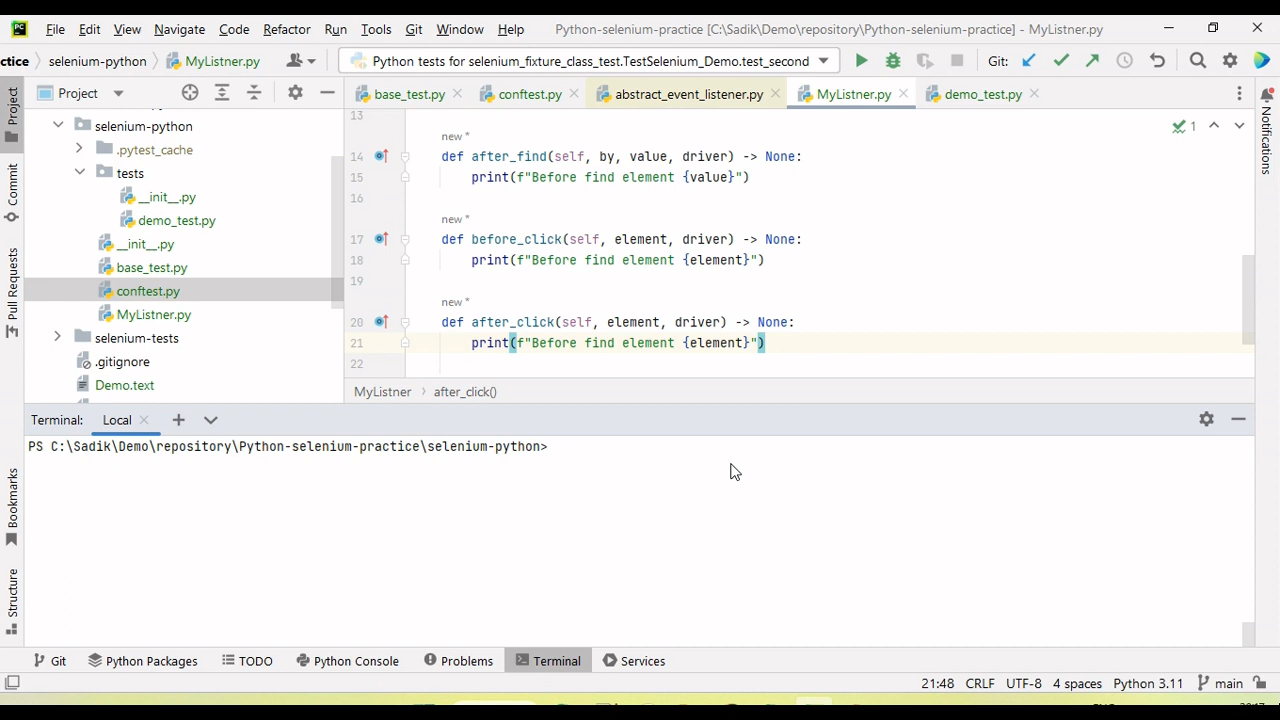 PC File Edit View Navigate Code Refactor Run Tools Git Window Help Python-selenium-practice [C:\Sadik\Demo\repository\Python-selenium-practice] - MyListner.py
ctice selenium-python MyListner.py Python tests for selenium_fixture_class_test.TestSelenium_Demo.test_second Git:
Project
base_test.py conftest.py abstract_event_listener.py MyListner.py demo_test.py
selenium-python
.pytest_cache
tests
__init__.py
demo_test.py
__init__.py
base_test.py
conftest.py
MyListner.py
selenium-tests
.gitignore
Demo.text
13
new *
14 def after_find(self, by, value, driver) -> None:
15 print(f"Before find element {value}")
16
new *
17 def before_click(self, element, driver) -> None:
18 print(f"Before find element {element}")
19
new *
20 def after_click(self, element, driver) -> None:
21 print(f"Before find element {element}")
22
1
MyListner after_click()
Project
Commit
Pull Requests
Bookmarks
Structure
Notifications
Terminal: Local
PS C:\Sadik\Demo\repository\Python-selenium-practice\selenium-python>
Git Python Packages TODO Python Console Problems Terminal Services
21:48 CRLF UTF-8 4 spaces Python 3.11 main